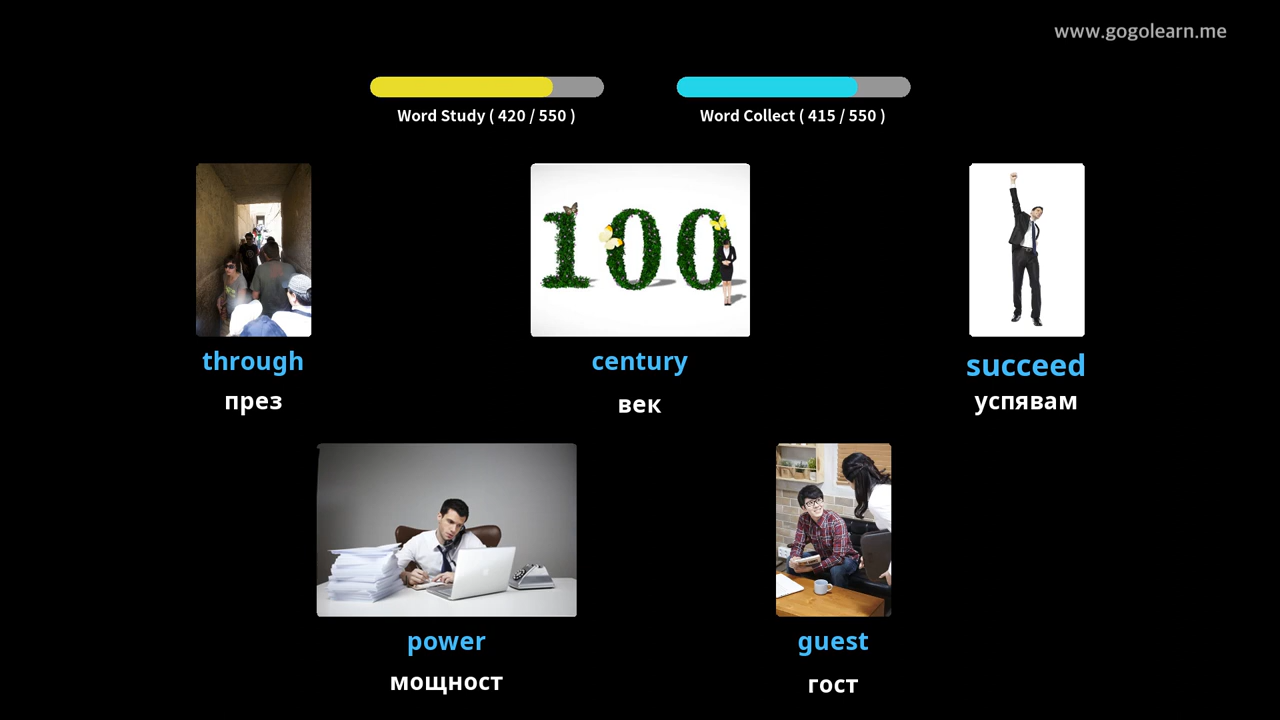 www.gogolearn.me
Word Study ( 420 / 550 )
Word Collect ( 415 / 550 )
through
century
succeed
през
век
успявам
power
guest
мощност
гост